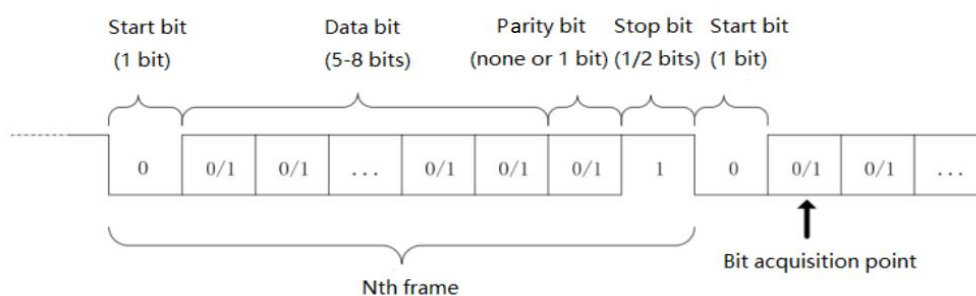 Start bit Data bit Parity bit Stop bit Start bit
(1 bit) (5-8 bits) (none or 1 bit) (1/2 bits) (1 bit)
0 0/1 0/1 ... 0/1 0/1 0/1 1 0 0/1 0/1 ...
Bit acquisition point
Nth frame